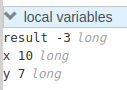 local variables
result -3 long
x 10 long
y 7 long